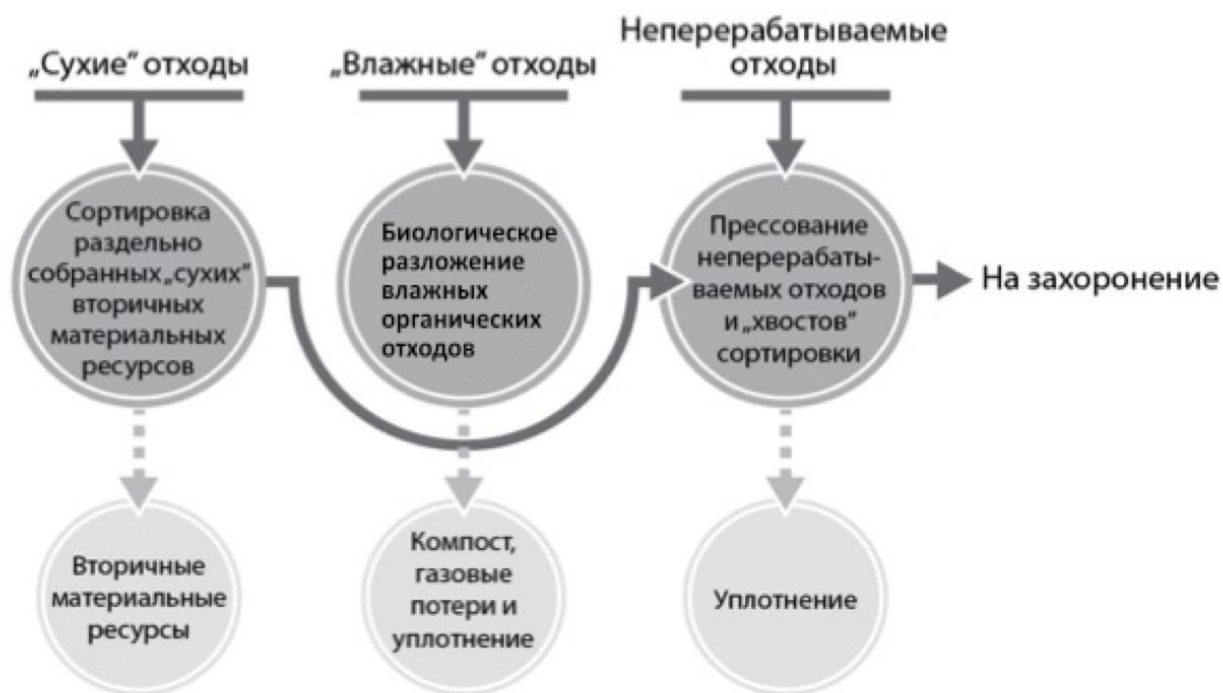 „Сухие” отходы
„Влажные” отходы
Неперерабатываемые
отходы
Сортировка
раздельно
собранных „сухих”
вторичных
материальных
ресурсов
Биологическое
разложение
влажных
органических
отходов
Прессование
неперерабаты-
ваемых отходов
и „хвостов”
сортировки
На захоронение
Вторичные
материальные
ресурсы
Компост,
газовые
потери и
уплотнение
Уплотнение